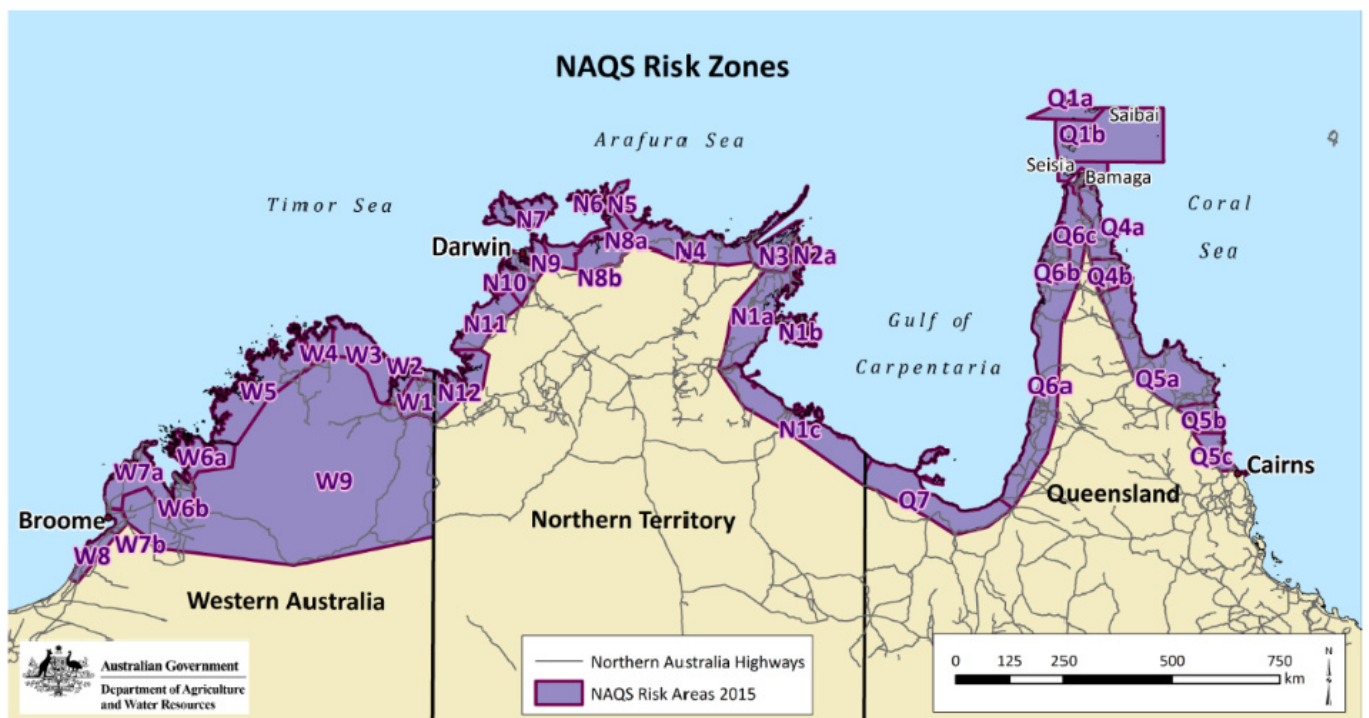 NAQS Risk Zones
Q1a
Saibai
Q1b
Arafura Sea
Seisia
Bamaga
Timor Sea
N7
N6
N5
Coral
Sea
Darwin
N8a
N4
N3
N2a
Q6c
Q4a
N9
N8b
Q6b
Q4b
N10
N11
N1a
N1b
Gulf of
Carpentaria
W4
W3
W2
W5
W1
N12
Q6a
Q5a
N1c
Q5b
W6a
Q5c
W7a
W9
Cairns
W6b
Q7
Queensland
Broome
Northern Territory
W7b
W8
Western Australia
Australian Government
Department of Agriculture
and Water Resources
Northern Australia Highways
NAQS Risk Areas 2015
0 125 250 500 750
km
N